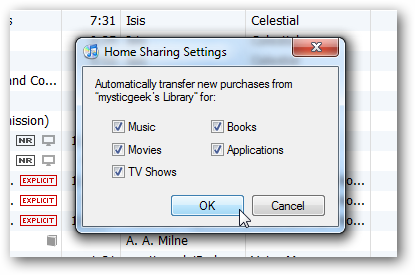 7:31 Isis Celestial
Home Sharing Settings
Automatically transfer new purchases from
"mysticgeek's Library" for:
and Co...
Music Books
mission)
NR
Movies Applications
NR
TV Shows
EXPLICIT
EXPLICIT
OK Cancel
EXPLICIT
A. A. Milne